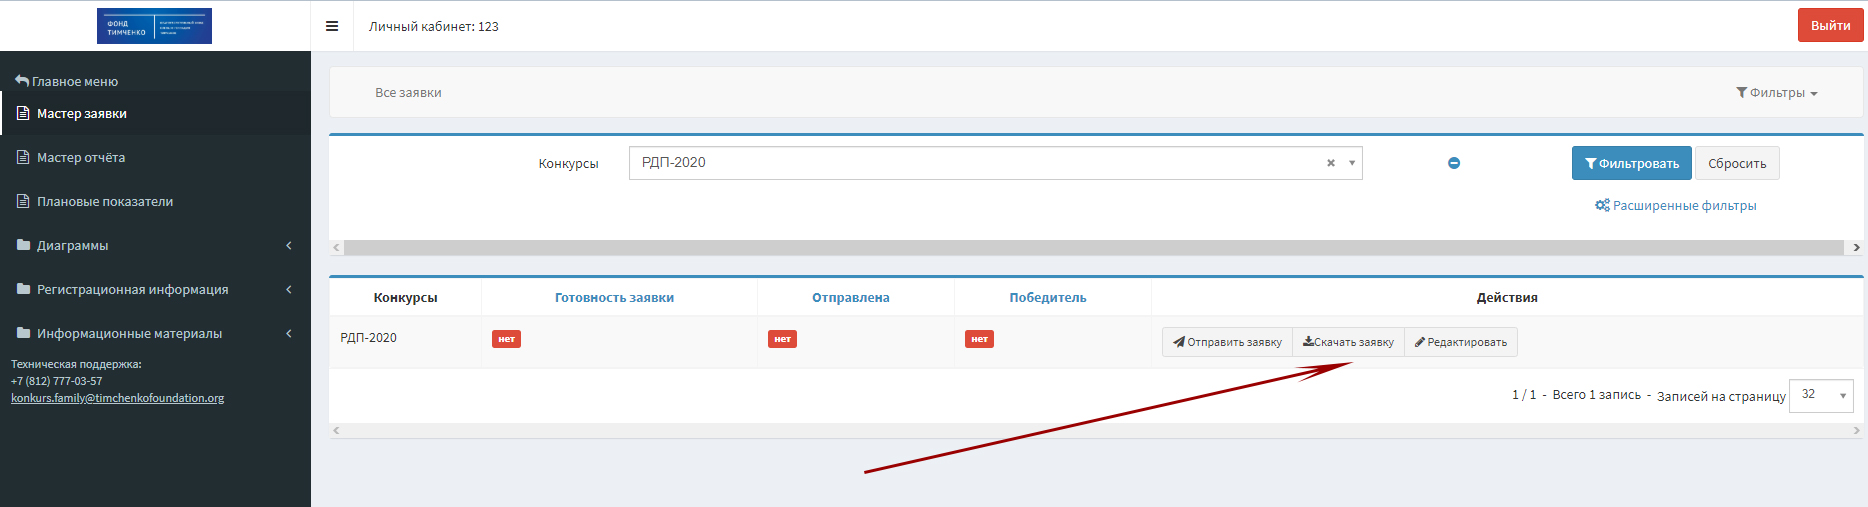 ФОНД
ТИМЧЕНКО
Личный кабинет: 123
Выйти
Главное меню
Мастер заявки
Мастер отчёта
Плановые показатели
Диаграммы
Регистрационная информация
Информационные материалы
Техническая поддержка:
+7 (812) 777-03-57
konkurs.family@timchenkofoundation.org
Все заявки
Фильтры
Конкурсы
РДП-2020
Фильтровать
Сбросить
Расширенные фильтры
Конкурсы Готовность заявки Отправлена Победитель Действия
РДП-2020 нет нет нет Отправить заявку Скачать заявку Редактировать
1 / 1 - Всего 1 запись - Записей на страницу 32